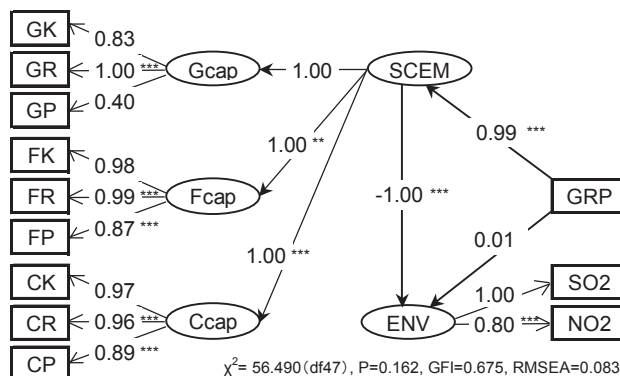 GK
0.83
GR
1.00 ***
Gcap
1.00
SCEM
GP
0.40
0.99 ***
FK
0.98
1.00 **
FR
0.99 ***
Fcap
-1.00 ***
GRP
FP
0.87 ***
0.01
1.00 ***
CK
0.97
SO2
1.00
CR
0.96 ***
Ccap
ENV
0.80 ***
NO2
CP
0.89 ***
χ²= 56.490(df47), P=0.162, GFI=0.675, RMSEA=0.083